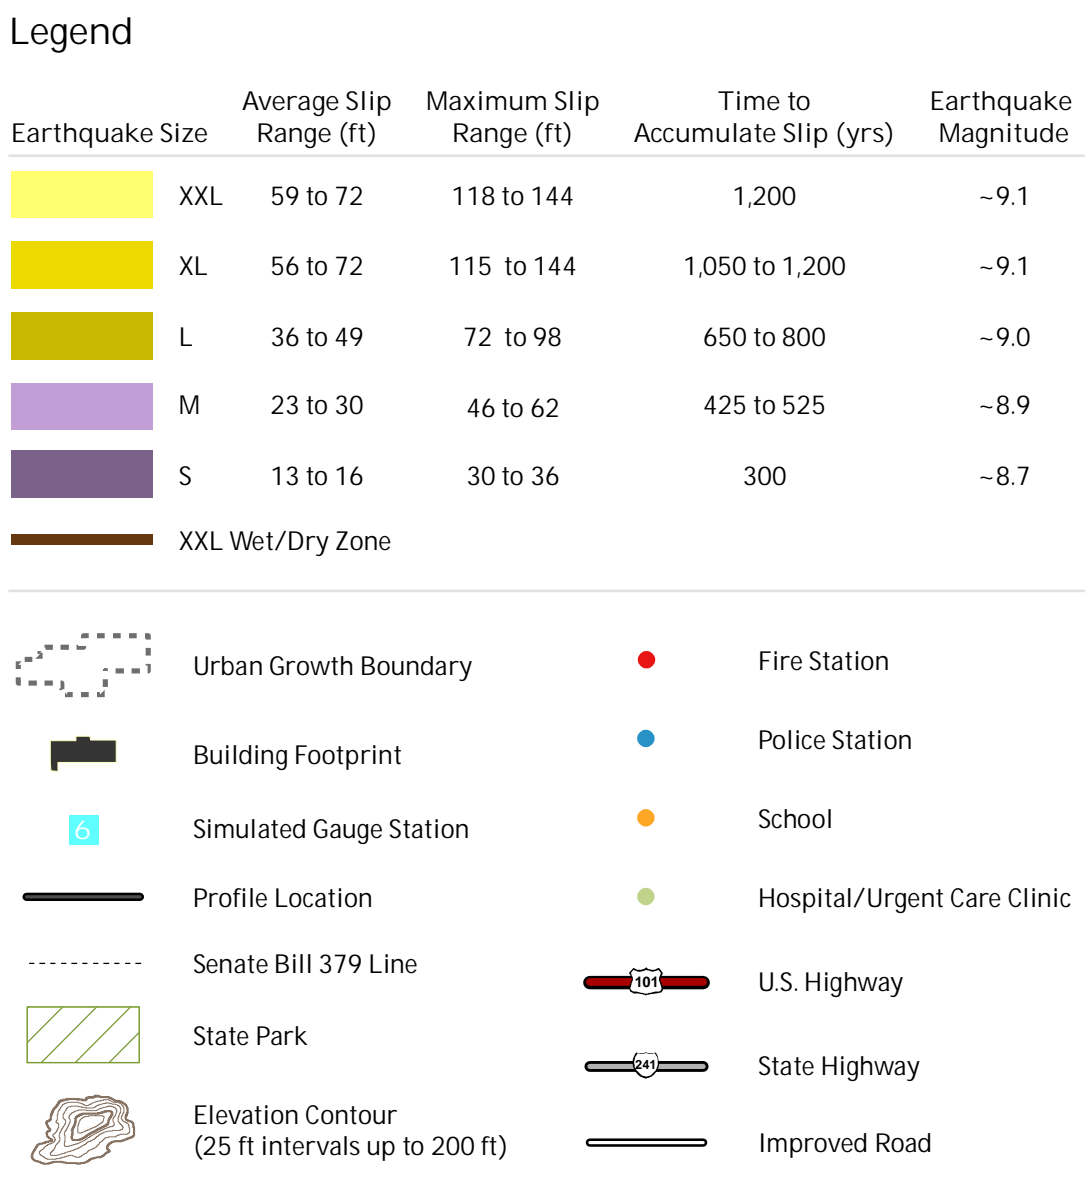 Legend
Average Slip Maximum Slip Time to Earthquake
Earthquake Size Range (ft) Range (ft) Accumulate Slip (yrs) Magnitude
XXL 59 to 72 118 to 144 1,200 ~9.1
XL 56 to 72 115 to 144 1,050 to 1,200 ~9.1
L 36 to 49 72 to 98 650 to 800 ~9.0
M 23 to 30 46 to 62 425 to 525 ~8.9
S 13 to 16 30 to 36 300 ~8.7
XXL Wet/Dry Zone
Urban Growth Boundary
Building Footprint
6
Simulated Gauge Station
Profile Location
Senate Bill 379 Line
State Park
Elevation Contour
(25 ft intervals up to 200 ft)
Fire Station
Police Station
School
Hospital/Urgent Care Clinic
101
U.S. Highway
241
State Highway
Improved Road